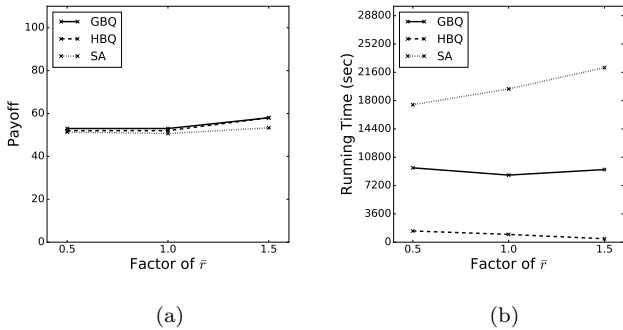 GBQ
HBQ
SA
100
80
60
40
20
0
Payoff
0.5 1.0 1.5
Factor of r̄
(a)
GBQ
HBQ
SA
28800
25200
21600
18000
14400
10800
7200
3600
0
Running Time (sec)
0.5 1.0 1.5
Factor of r̄
(b)